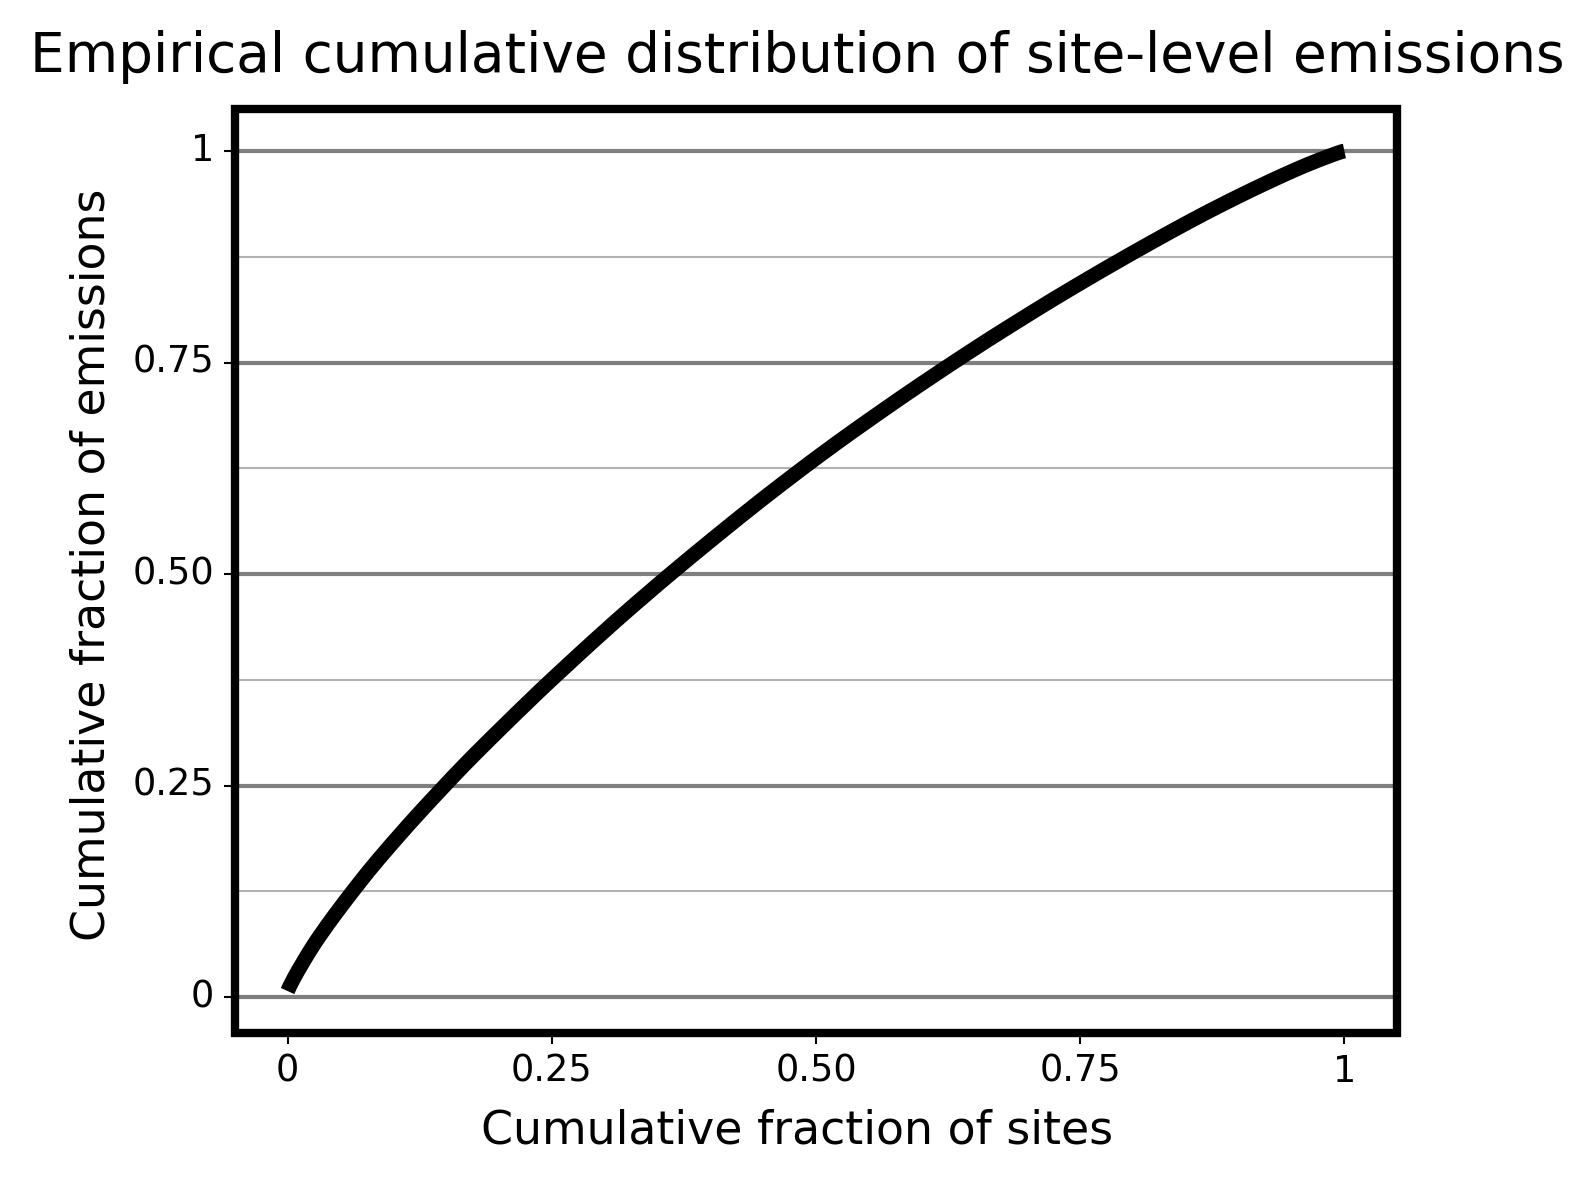 Empirical cumulative distribution of site-level emissions
Cumulative fraction of emissions
1
0.75
0.50
0.25
0
0 0.25 0.50 0.75 1
Cumulative fraction of sites